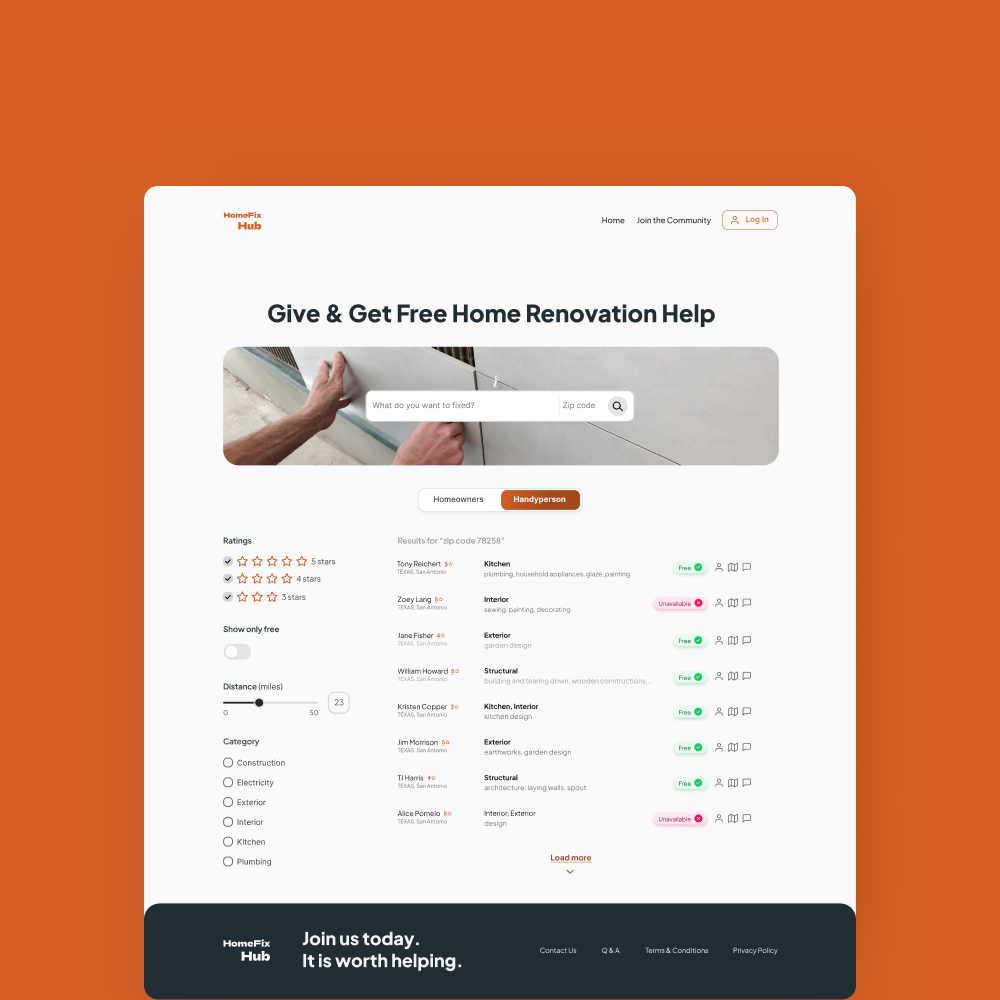 HomeFix
Hub
Home
Join the Community
Log In
Give & Get Free Home Renovation Help
What do you want to fixed?
Zip code
Homeowners
Handyperson
Ratings
5 stars
4 stars
3 stars
Show only free
Distance (miles)
23
0
50
Category
Construction
Electricity
Exterior
Interior
Kitchen
Plumbing
Results for "zip code 78258"
Tony Reichert 5
TEXAS, San Antonio
Kitchen
plumbing, household appliances, glaze, painting
Free
Zoey Lang 5
TEXAS, San Antonio
Interior
sewing, painting, decorating
Unavailable
Jane Fisher 4
TEXAS, San Antonio
Exterior
garden design
Free
William Howard 5
TEXAS, San Antonio
Structural
building and tearing down, wooden constructions,...
Free
Kristen Copper 3
TEXAS, San Antonio
Kitchen, Interior
kitchen design
Free
Jim Morrison 5
TEXAS, San Antonio
Exterior
earthworks, garden design
Free
TJ Harris 4
TEXAS, San Antonio
Structural
architecture, laying walls, spout
Free
Alice Pomelo 5
TEXAS, San Antonio
Interior, Exterior
design
Unavailable
Load more
HomeFix
Hub
Join us today.
It is worth helping.
Contact Us
Q & A
Terms & Conditions
Privacy Policy